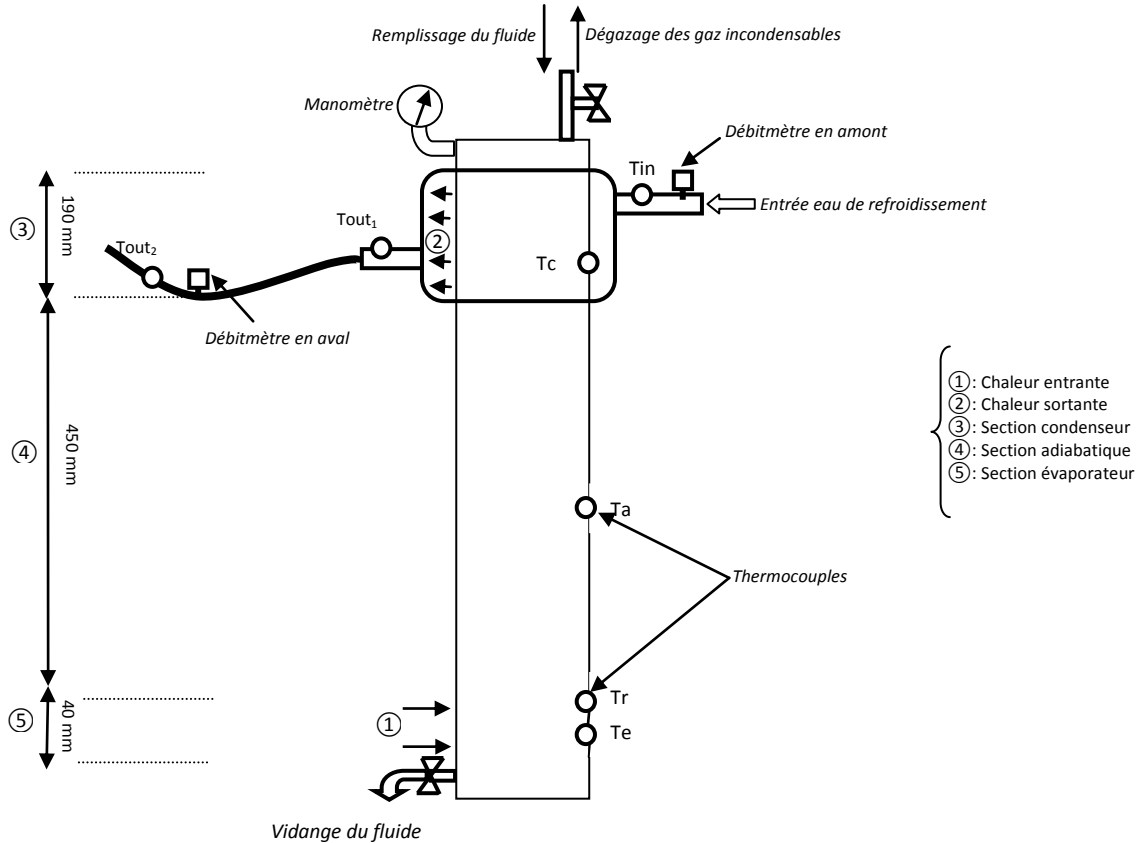 Remplissage du fluide
Dégazage des gaz incondensables
Manomètre
Débitmètre en amont
Tin
Entrée eau de refroidissement
190 mm
③
Tout₁
②
Tout₂
Tc
Débitmètre en aval
①: Chaleur entrante
②: Chaleur sortante
③: Section condenseur
④: Section adiabatique
⑤: Section évaporateur
④
450 mm
Ta
Thermocouples
Tr
⑤
40 mm
①
Te
Vidange du fluide